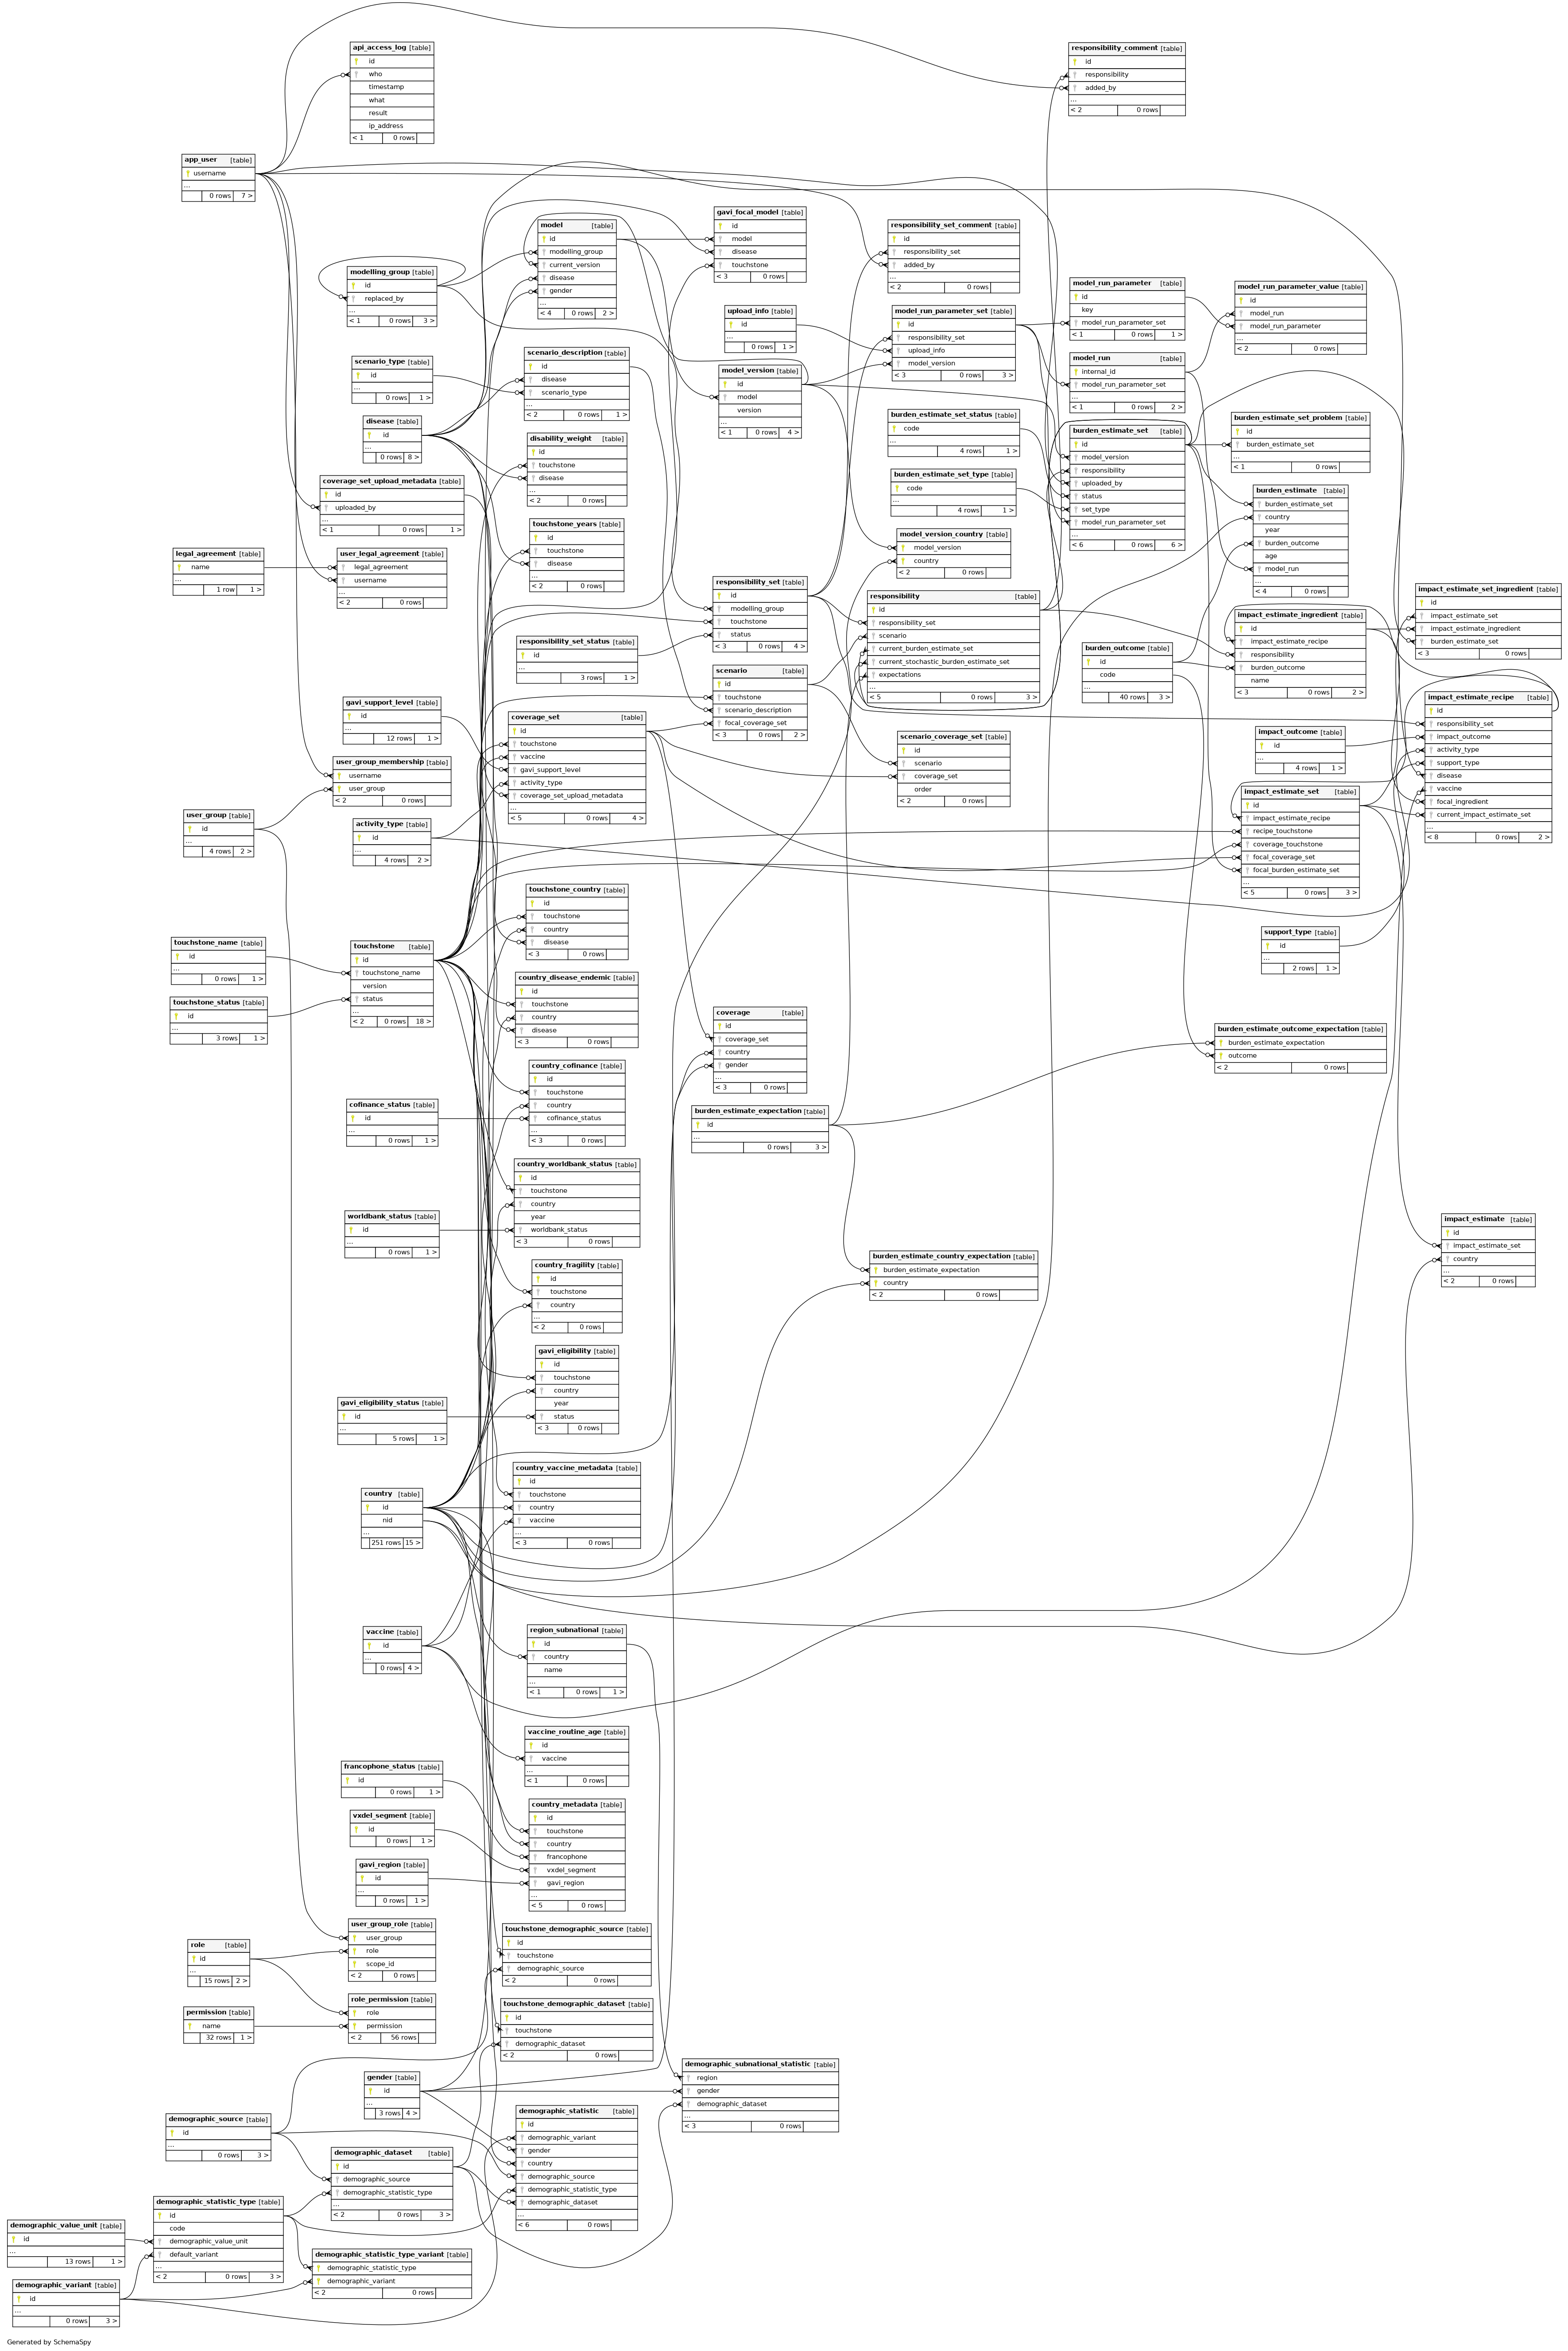 api_access_log [table]
id
who
timestamp
what
result
ip_address
< 1 0 rows
responsibility_comment [table]
id
responsibility
added_by
...
< 2 0 rows
app_user [table]
username
...
0 rows 7 >
model [table]
id
modelling_group
current_version
disease
gender
...
< 4 0 rows 2 >
gavi_focal_model [table]
id
model
disease
touchstone
< 3 0 rows
responsibility_set_comment [table]
id
responsibility_set
added_by
...
< 2 0 rows
modelling_group [table]
id
replaced_by
...
< 1 0 rows 3 >
model_run_parameter [table]
id
key
model_run_parameter_set
< 1 0 rows 1 >
model_run_parameter_value [table]
id
model_run
model_run_parameter
...
< 2 0 rows
upload_info [table]
id
...
0 rows 1 >
model_run_parameter_set [table]
id
responsibility_set
upload_info
model_version
< 3 0 rows 3 >
scenario_type [table]
id
...
0 rows 1 >
scenario_description [table]
id
disease
scenario_type
...
< 2 0 rows 1 >
model_version [table]
id
model
version
...
< 1 0 rows 4 >
model_run [table]
internal_id
model_run_parameter_set
...
< 1 0 rows 2 >
disease [table]
id
...
0 rows 8 >
burden_estimate_set_status [table]
code
...
4 rows 1 >
burden_estimate_set [table]
id
model_version
responsibility
uploaded_by
status
set_type
model_run_parameter_set
...
< 6 0 rows 6 >
burden_estimate_set_problem [table]
id
burden_estimate_set
...
< 1 0 rows
disability_weight [table]
id
touchstone
disease
...
< 2 0 rows
coverage_set_upload_metadata [table]
id
uploaded_by
...
< 1 0 rows 1 >
burden_estimate_set_type [table]
code
...
4 rows 1 >
burden_estimate [table]
burden_estimate_set
country
year
burden_outcome
age
model_run
...
< 4 0 rows
touchstone_years [table]
id
touchstone
disease
...
< 2 0 rows
model_version_country [table]
model_version
country
< 2 0 rows
legal_agreement [table]
name
...
1 row 1 >
user_legal_agreement [table]
legal_agreement
username
...
< 2 0 rows
responsibility_set [table]
id
modelling_group
touchstone
status
< 3 0 rows 4 >
responsibility [table]
id
responsibility_set
scenario
current_burden_estimate_set
current_stochastic_burden_estimate_set
expectations
...
< 5 0 rows 3 >
impact_estimate_set_ingredient [table]
id
impact_estimate_set
impact_estimate_ingredient
burden_estimate_set
< 3 0 rows
impact_estimate_ingredient [table]
id
impact_estimate_recipe
responsibility
burden_outcome
name
< 3 0 rows 2 >
responsibility_set_status [table]
id
...
3 rows 1 >
burden_outcome [table]
id
code
...
40 rows 3 >
scenario [table]
id
touchstone
scenario_description
focal_coverage_set
< 3 0 rows 2 >
gavi_support_level [table]
id
...
12 rows 1 >
impact_estimate_recipe [table]
id
responsibility_set
impact_outcome
activity_type
support_type
disease
vaccine
focal_ingredient
current_impact_estimate_set
...
< 8 0 rows 2 >
coverage_set [table]
id
touchstone
vaccine
gavi_support_level
activity_type
coverage_set_upload_metadata
...
< 5 0 rows 4 >
scenario_coverage_set [table]
id
scenario
coverage_set
order
< 2 0 rows
impact_outcome [table]
id
...
4 rows 1 >
user_group_membership [table]
username
user_group
< 2 0 rows
impact_estimate_set [table]
id
impact_estimate_recipe
recipe_touchstone
coverage_touchstone
focal_coverage_set
focal_burden_estimate_set
...
< 5 0 rows 3 >
user_group [table]
id
...
4 rows 2 >
activity_type [table]
id
...
4 rows 2 >
touchstone_country [table]
id
touchstone
country
disease
< 3 0 rows
support_type [table]
id
...
2 rows 1 >
touchstone_name [table]
id
...
0 rows 1 >
touchstone [table]
id
touchstone_name
version
status
...
< 2 0 rows 18 >
country_disease_endemic [table]
id
touchstone
country
disease
< 3 0 rows
touchstone_status [table]
id
...
3 rows 1 >
coverage [table]
id
coverage_set
country
gender
...
< 3 0 rows
burden_estimate_outcome_expectation [table]
burden_estimate_expectation
outcome
< 2 0 rows
country_cofinance [table]
id
touchstone
country
cofinance_status
...
< 3 0 rows
cofinance_status [table]
id
...
0 rows 1 >
burden_estimate_expectation [table]
id
...
0 rows 3 >
country_worldbank_status [table]
id
touchstone
country
year
worldbank_status
< 3 0 rows
worldbank_status [table]
id
...
0 rows 1 >
impact_estimate [table]
id
impact_estimate_set
country
...
< 2 0 rows
burden_estimate_country_expectation [table]
burden_estimate_expectation
country
< 2 0 rows
country_fragility [table]
id
touchstone
country
...
< 2 0 rows
gavi_eligibility [table]
id
touchstone
country
year
status
< 3 0 rows
gavi_eligibility_status [table]
id
...
5 rows 1 >
country_vaccine_metadata [table]
id
touchstone
country
vaccine
...
< 3 0 rows
country [table]
id
nid
...
251 rows 15 >
vaccine [table]
id
...
0 rows 4 >
region_subnational [table]
id
country
name
...
< 1 0 rows 1 >
vaccine_routine_age [table]
id
vaccine
...
< 1 0 rows
francophone_status [table]
id
0 rows 1 >
vxdel_segment [table]
id
0 rows 1 >
country_metadata [table]
id
touchstone
country
francophone
vxdel_segment
gavi_region
...
< 5 0 rows
gavi_region [table]
id
...
0 rows 1 >
user_group_role [table]
user_group
role
scope_id
< 2 0 rows
touchstone_demographic_source [table]
id
touchstone
demographic_source
< 2 0 rows
role [table]
id
...
15 rows 2 >
role_permission [table]
role
permission
< 2 56 rows
permission [table]
name
32 rows 1 >
touchstone_demographic_dataset [table]
id
touchstone
demographic_dataset
< 2 0 rows
gender [table]
id
...
3 rows 4 >
demographic_subnational_statistic [table]
region
gender
demographic_dataset
...
< 3 0 rows
demographic_source [table]
id
...
0 rows 3 >
demographic_statistic [table]
id
demographic_variant
gender
country
demographic_source
demographic_statistic_type
demographic_dataset
...
< 6 0 rows
demographic_dataset [table]
id
demographic_source
demographic_statistic_type
...
< 2 0 rows 3 >
demographic_statistic_type [table]
id
code
demographic_value_unit
default_variant
...
< 2 0 rows 3 >
demographic_value_unit [table]
id
...
13 rows 1 >
demographic_statistic_type_variant [table]
demographic_statistic_type
demographic_variant
< 2 0 rows
demographic_variant [table]
id
...
0 rows 3 >
Generated by SchemaSpy